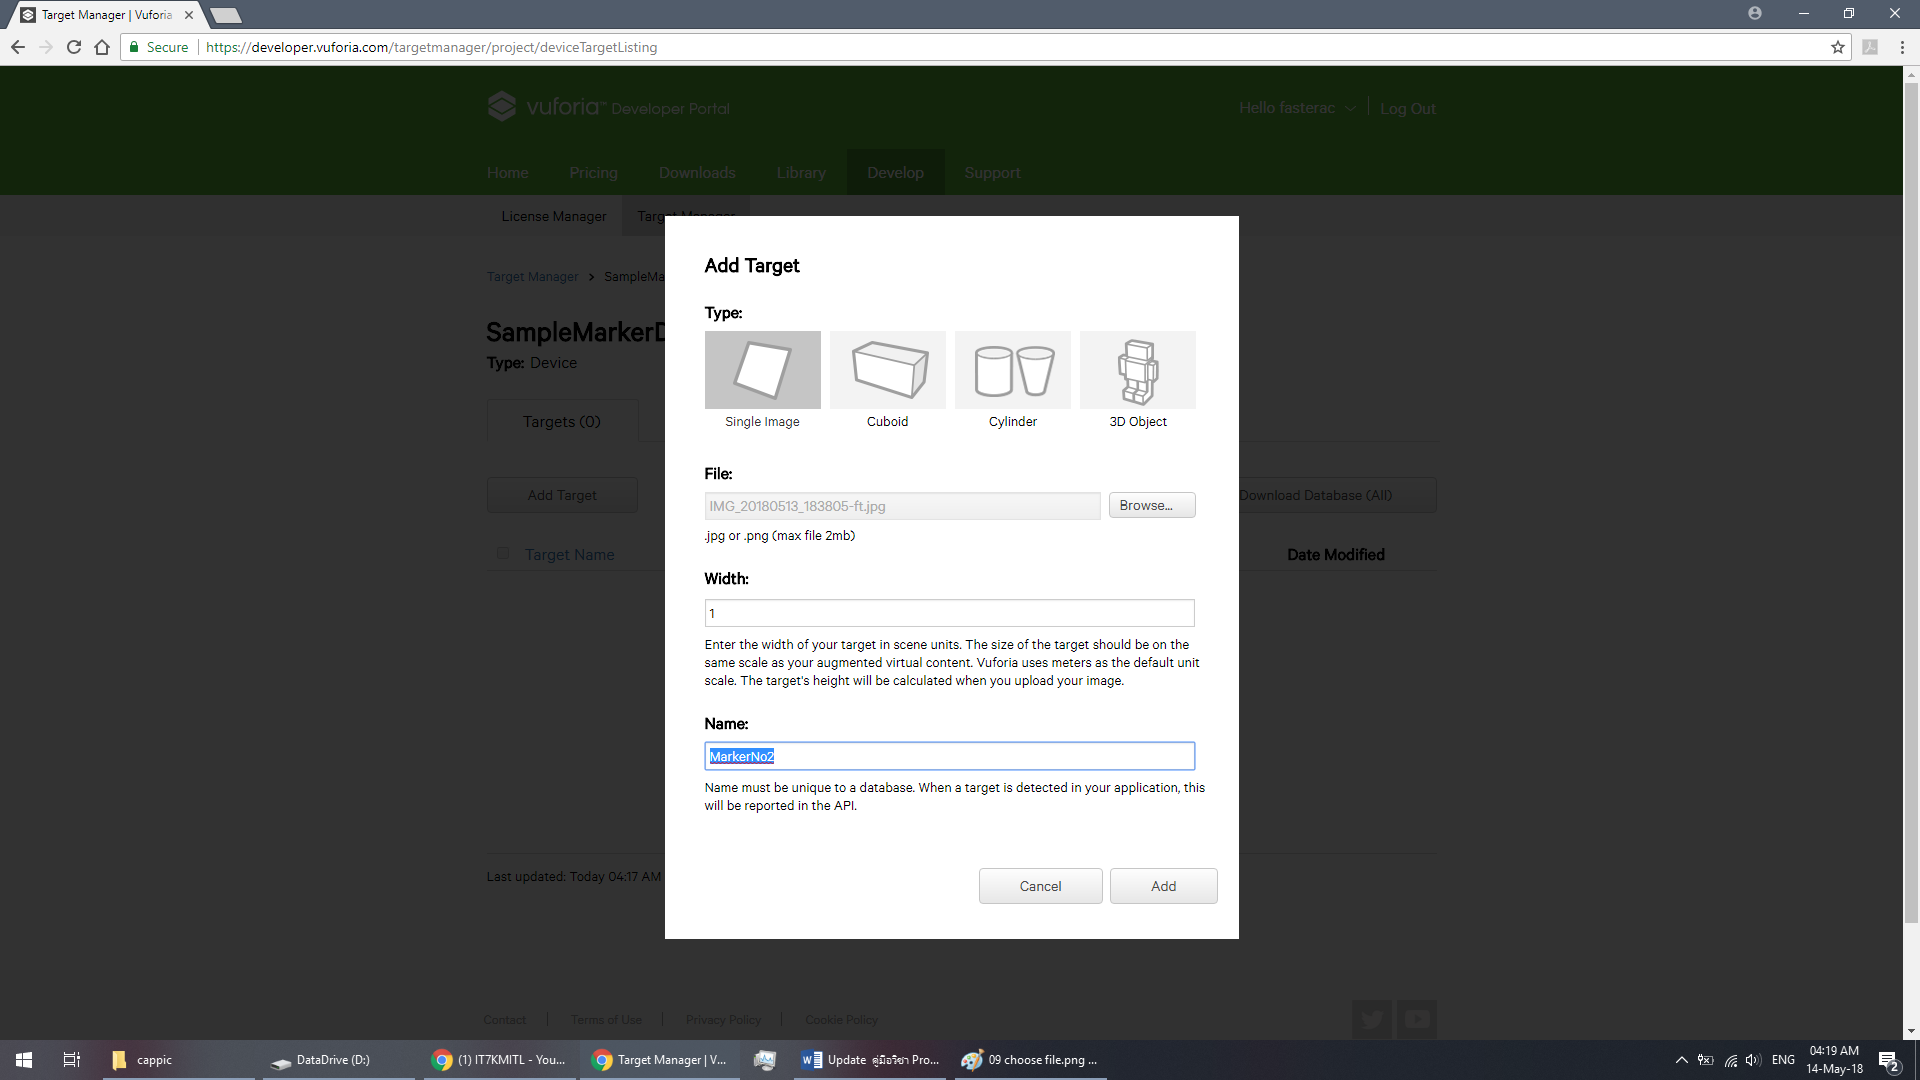 Target Manager | Vuforia
Secure
https://developer.vuforia.com/targetmanager/project/deviceTargetListing
vuforia™ Developer Portal
Hello fasterac
Log Out
Home
Pricing
Downloads
Library
Develop
Support
License Manager
Target Manager
Target Manager > SampleMa
SampleMarkerD
Type: Device
Targets (0)
Add Target
Download Database (All)
Target Name
Date Modified
Last updated: Today 04:17 AM
Add Target
Type:
Single Image
Cuboid
Cylinder
3D Object
File:
IMG_20180513_183805-ft.jpg
Browse...
.jpg or .png (max file 2mb)
Width:
1
Enter the width of your target in scene units. The size of the target should be on the
same scale as your augmented virtual content. Vuforia uses meters as the default unit
scale. The target's height will be calculated when you upload your image.
Name:
MarkerNo2
Name must be unique to a database. When a target is detected in your application, this
will be reported in the API.
Cancel
Add
Contact
Terms of Use
Privacy Policy
Cookie Policy
cappic
DataDrive (D:)
(1) IT7KMITL - You...
Target Manager | V...
Update คู่มือวิชา Pro...
09 choose file.png ...
ENG
04:19 AM
14-May-18
2